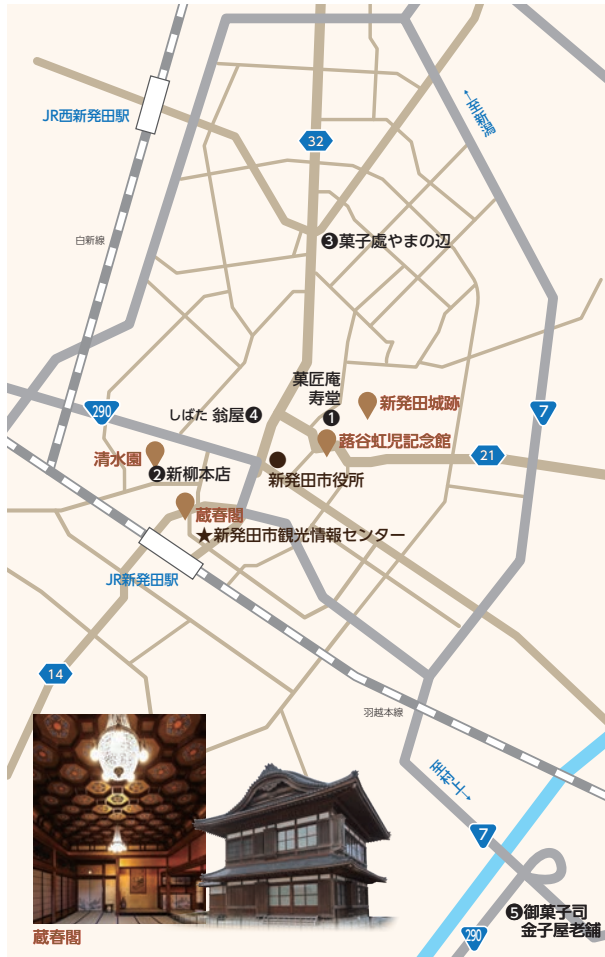 JR西新発田駅
←至新潟
32
白新線
❸菓子處やまの辺
菓匠庵
寿堂
❶
新発田城跡
290
しばた 翁屋❹
7
蕗谷虹児記念館
清水園
21
❷新柳本店
新発田市役所
蔵春閣
★新発田市観光情報センター
JR新発田駅
14
羽越本線
至村上→
7
❺御菓子司
金子屋老舗
290
蔵春閣